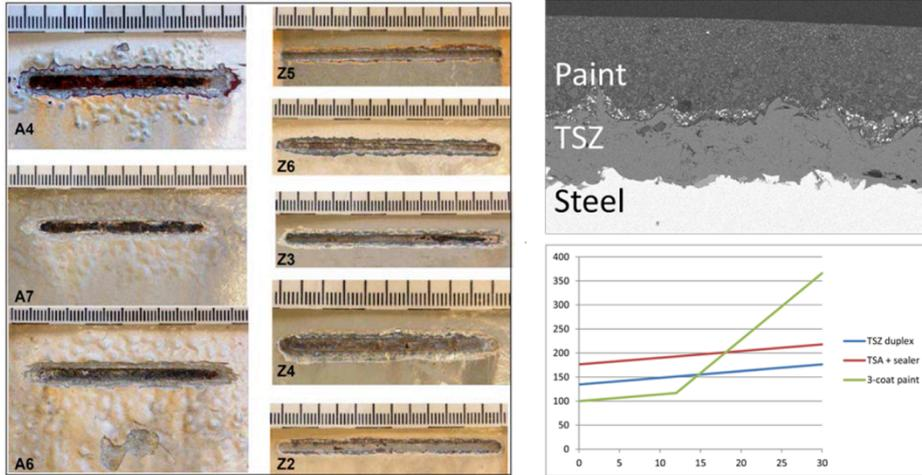 A4
A7
A6
Z5
Z6
Z3
Z4
Z2
Paint
TSZ
Steel
400
350
300
250
200
150
100
50
0
0 5 10 15 20 25 30
TSZ duplex
TSA + sealer
3-coat paint